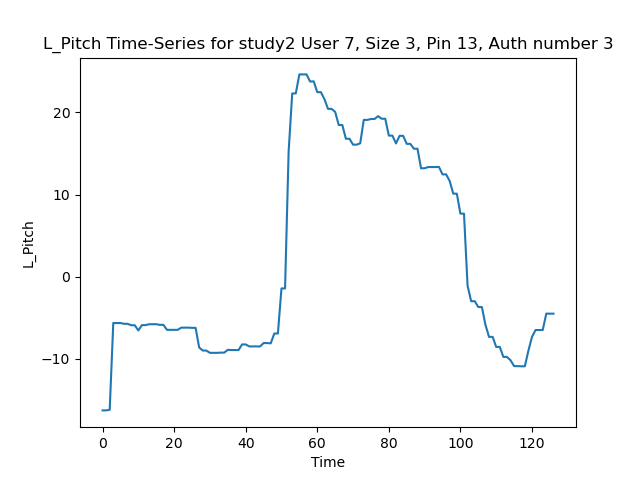 L_Pitch Time-Series for study2 User 7, Size 3, Pin 13, Auth number 3
20
10
0
−10
L_Pitch
0 20 40 60 80 100 120
Time